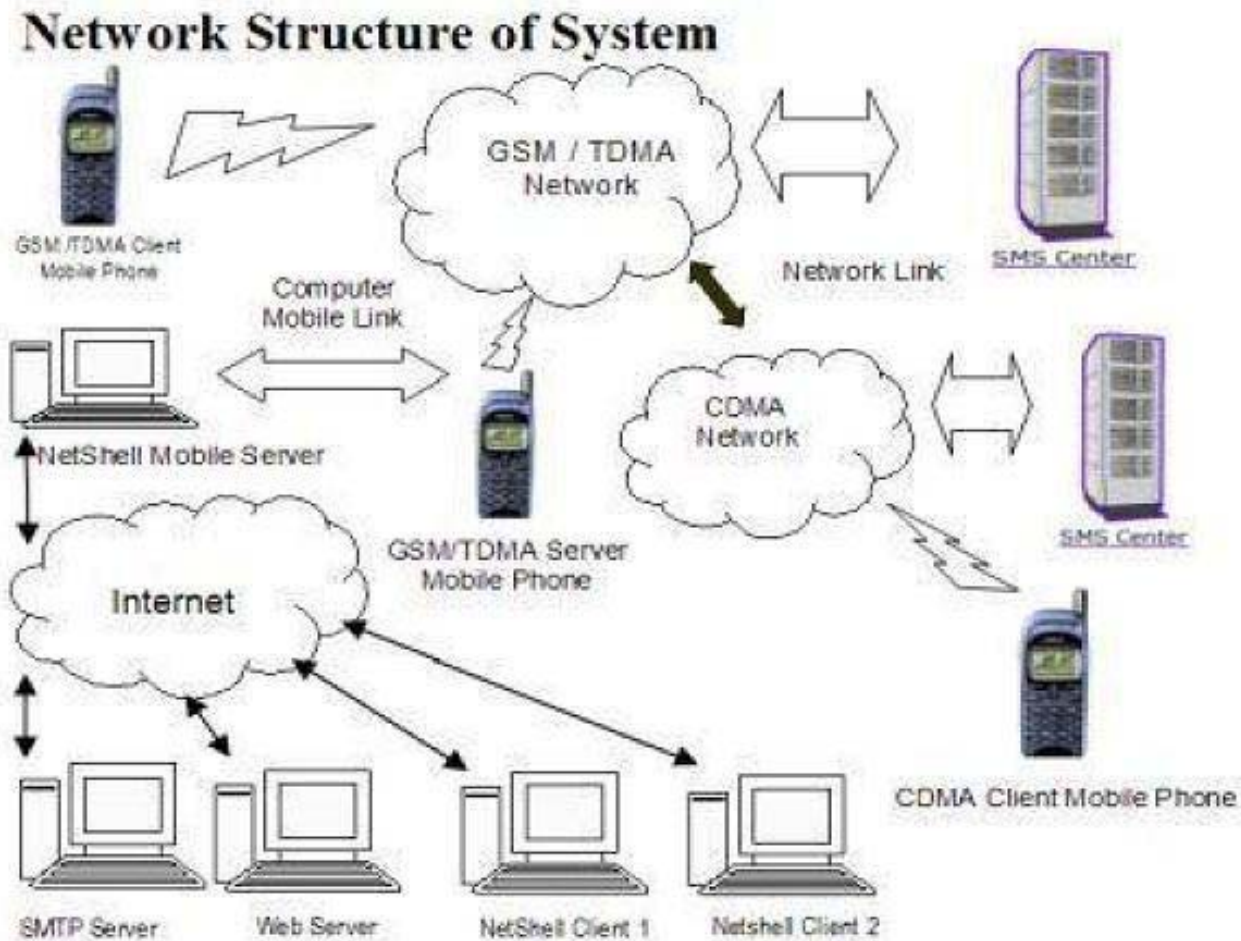 Network Structure of System
GSM / TDMA
Network
GSM /TDMA Client
Mobile Phone
SMS Center
Network Link
Computer
Mobile Link
NetShell Mobile Server
CDMA
Network
GSM/TDMA Server
Mobile Phone
SMS Center
Internet
CDMA Client Mobile Phone
SMTP Server
Web Server
NetShell Client 1
Netshell Client 2